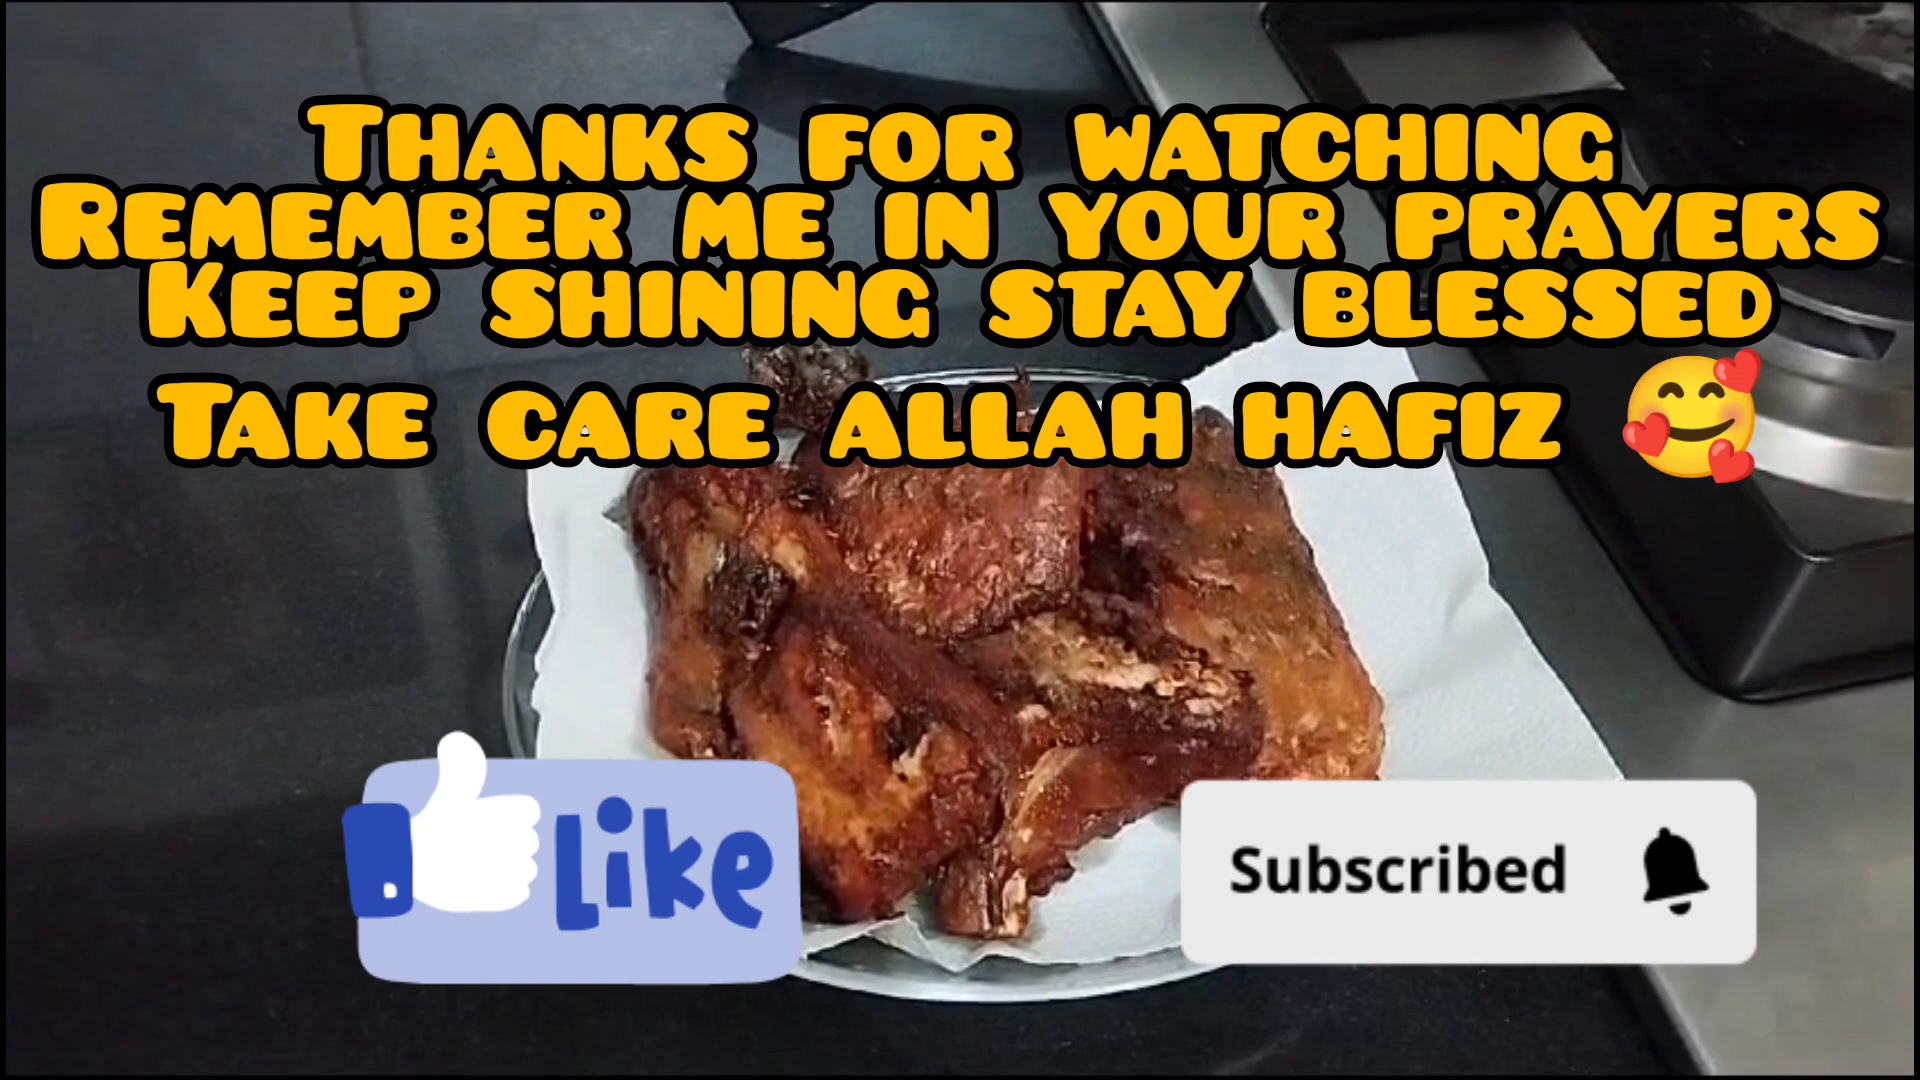 Thanks for watching
Remember me in your prayers
Keep shining stay blessed
Take care allah hafiz 🥰
Like
Subscribed